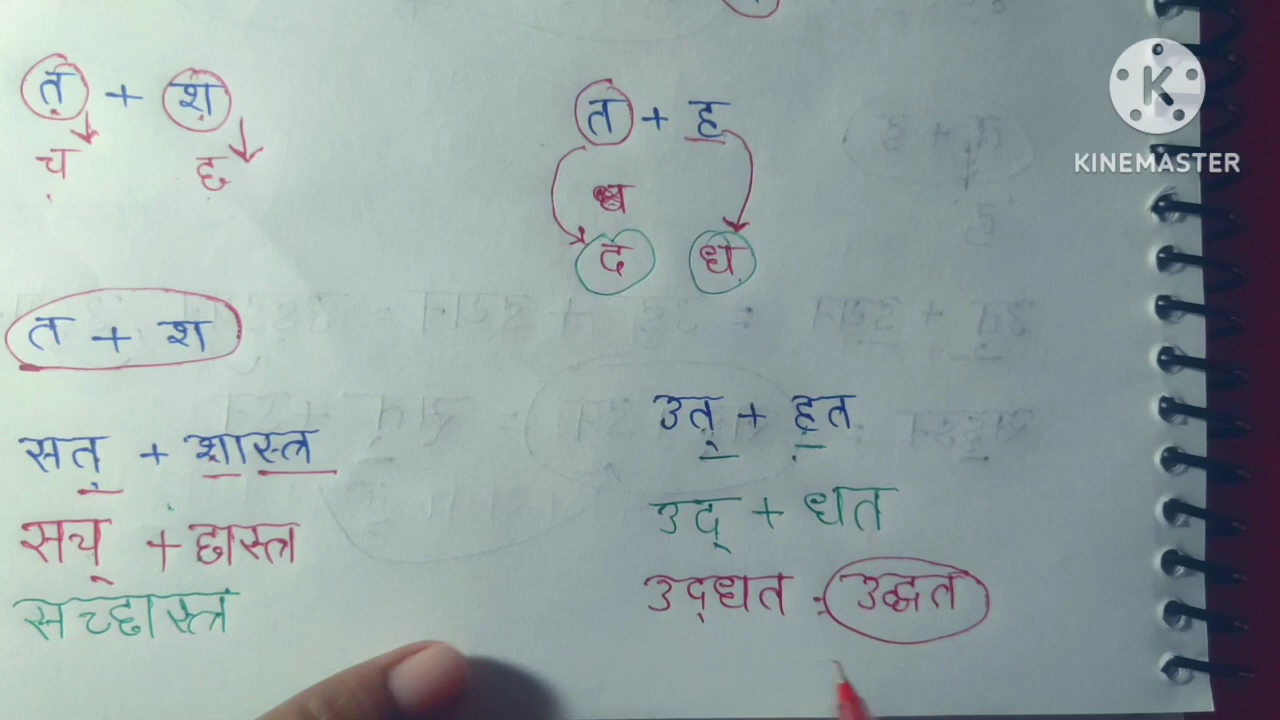 त् + श्
च् छ्
त + श
सत् + शास्त्र
सच् + छास्त्र
सच्छास्त्र
त + ह
द ध
उत् + हत
उद् + धत
उद्धत - उद्धत
KINEMASTER